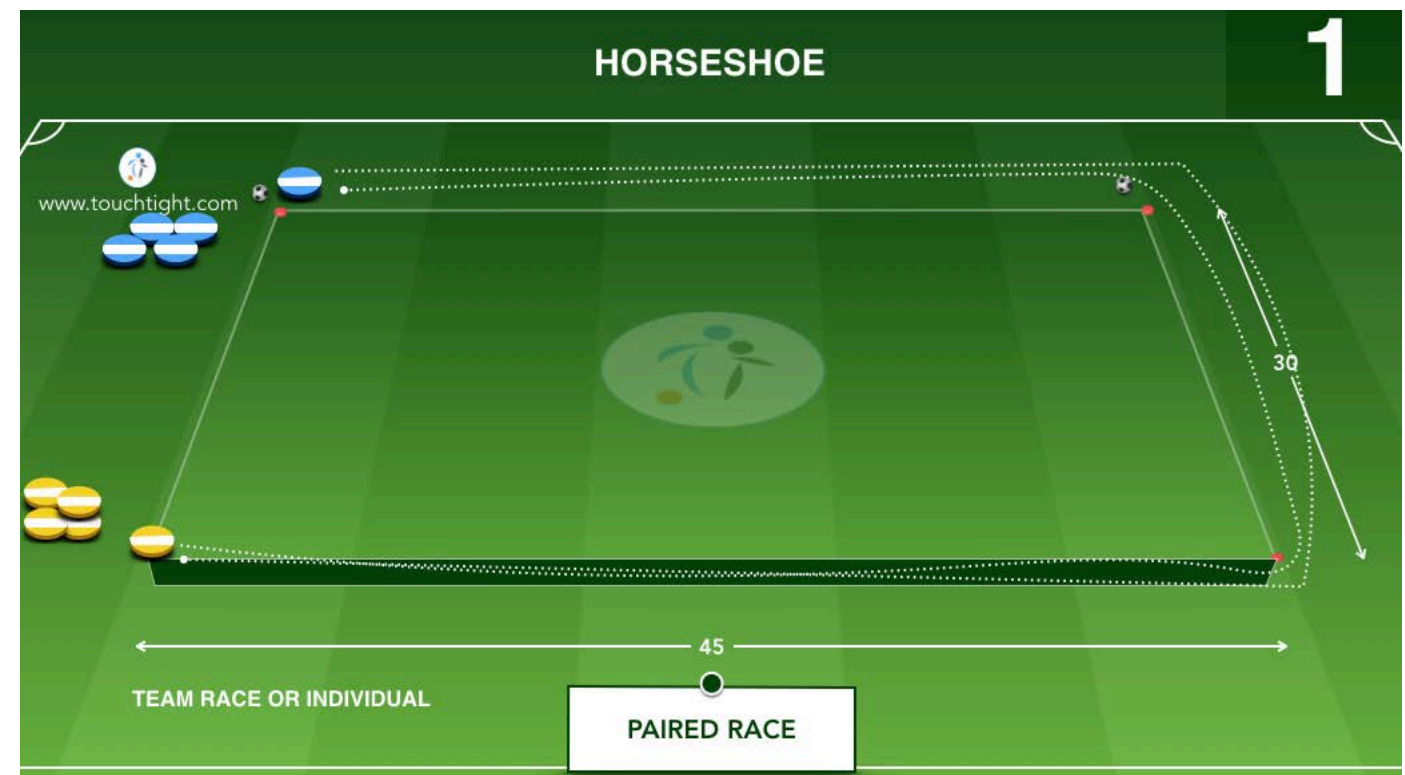 HORSESHOE
1
www.touchtight.com
30
45
TEAM RACE OR INDIVIDUAL
PAIRED RACE